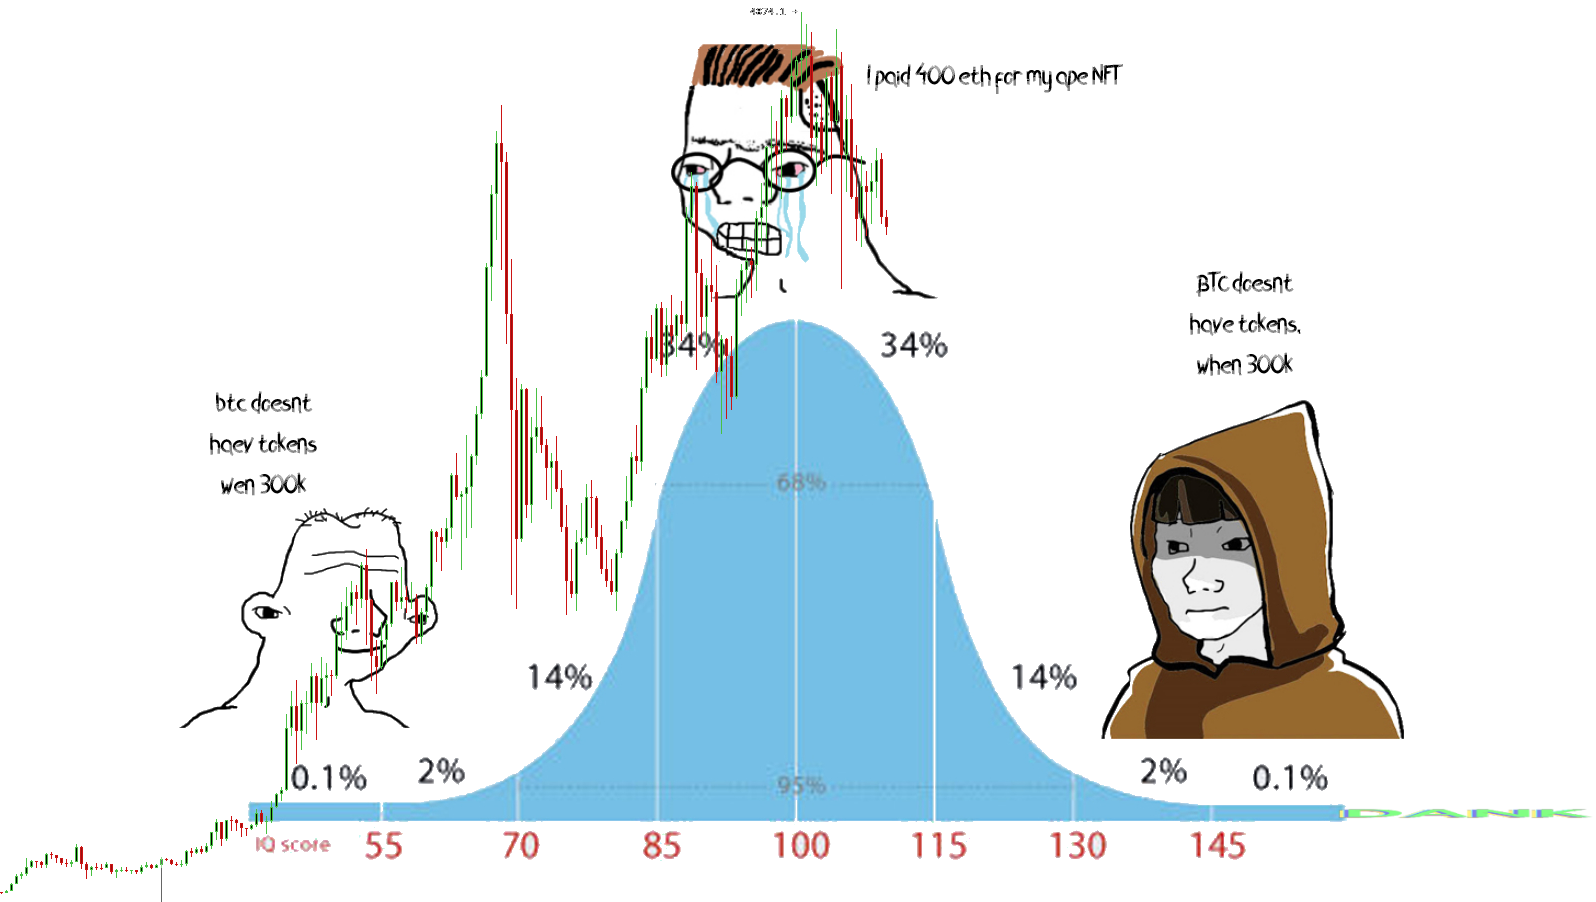 4874.1
I paid 400 eth for my ape NFT
BTC doesnt
have tokens.
when 300k
34%
34%
btc doesnt
haev tokens
wen 300k
68%
14%
14%
95%
0.1%
2%
2%
0.1%
DANK
IQ score
55
70
85
100
115
130
145